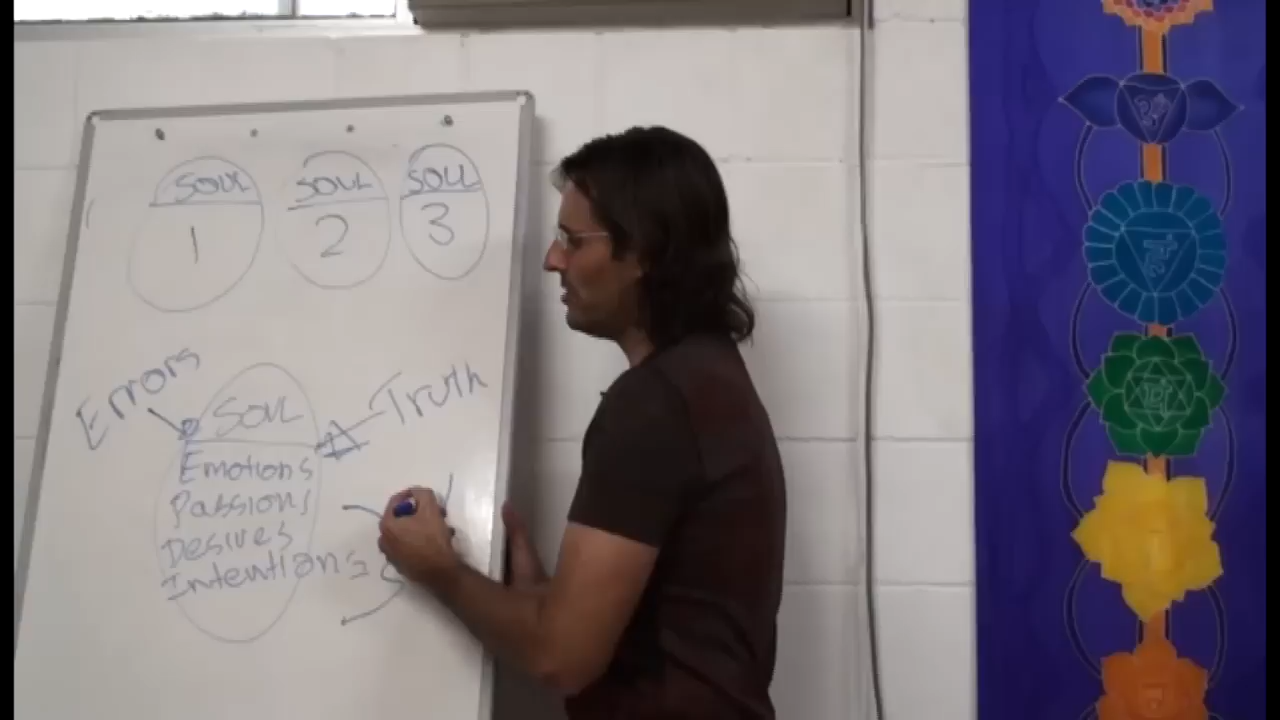 SOUL SOUL SOUL
1 2 3
Errors
Truth
SOUL
Emotions
Passions
Desires
Intentions